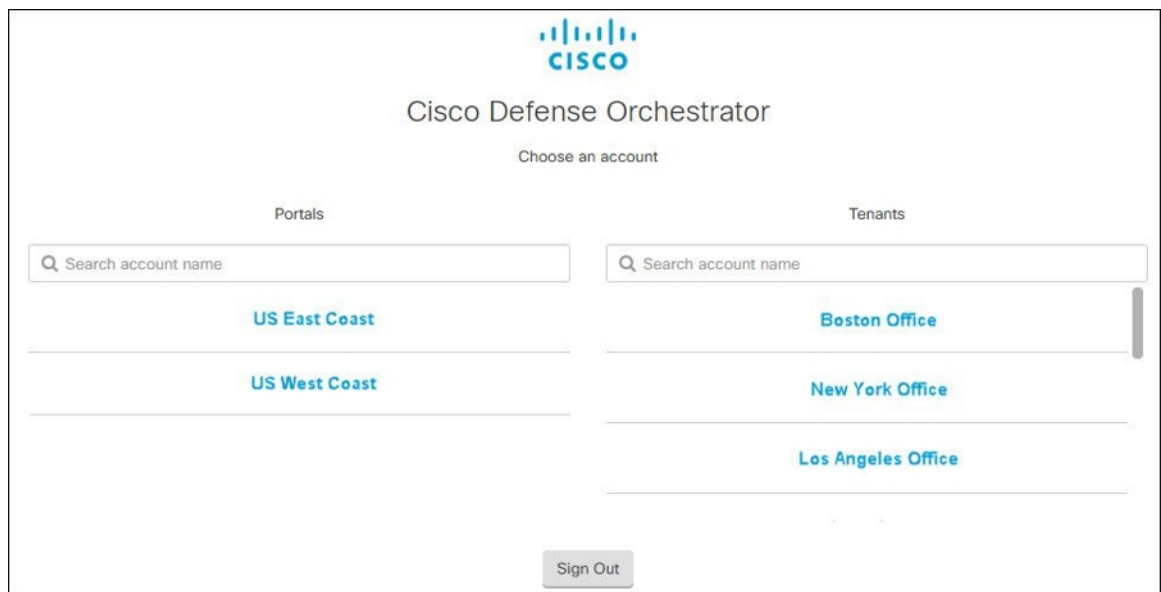 CISCO
Cisco Defense Orchestrator
Choose an account
Portals
Search account name
US East Coast
US West Coast
Tenants
Search account name
Boston Office
New York Office
Los Angeles Office
Sign Out